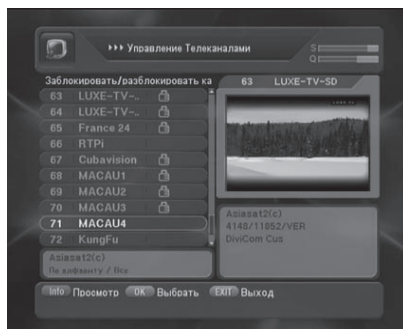 ▸▸▸ Управление Телеканалами
S
Q
Заблокировать/разблокировать ка
63 LUXE-TV-SD
63 LUXE-TV-..
64 LUXE-TV-..
65 France 24
66 RTPi
67 Cubavision
68 MACAU1
69 MACAU2
70 MACAU3
71 MACAU4
72 KungFu
Asiasat2(c)
4148/11852/VER
DiviCom Cus
Asiasat2(c)
По алфавиту / Все
Info Просмотр OK Выбрать EXIT Выход